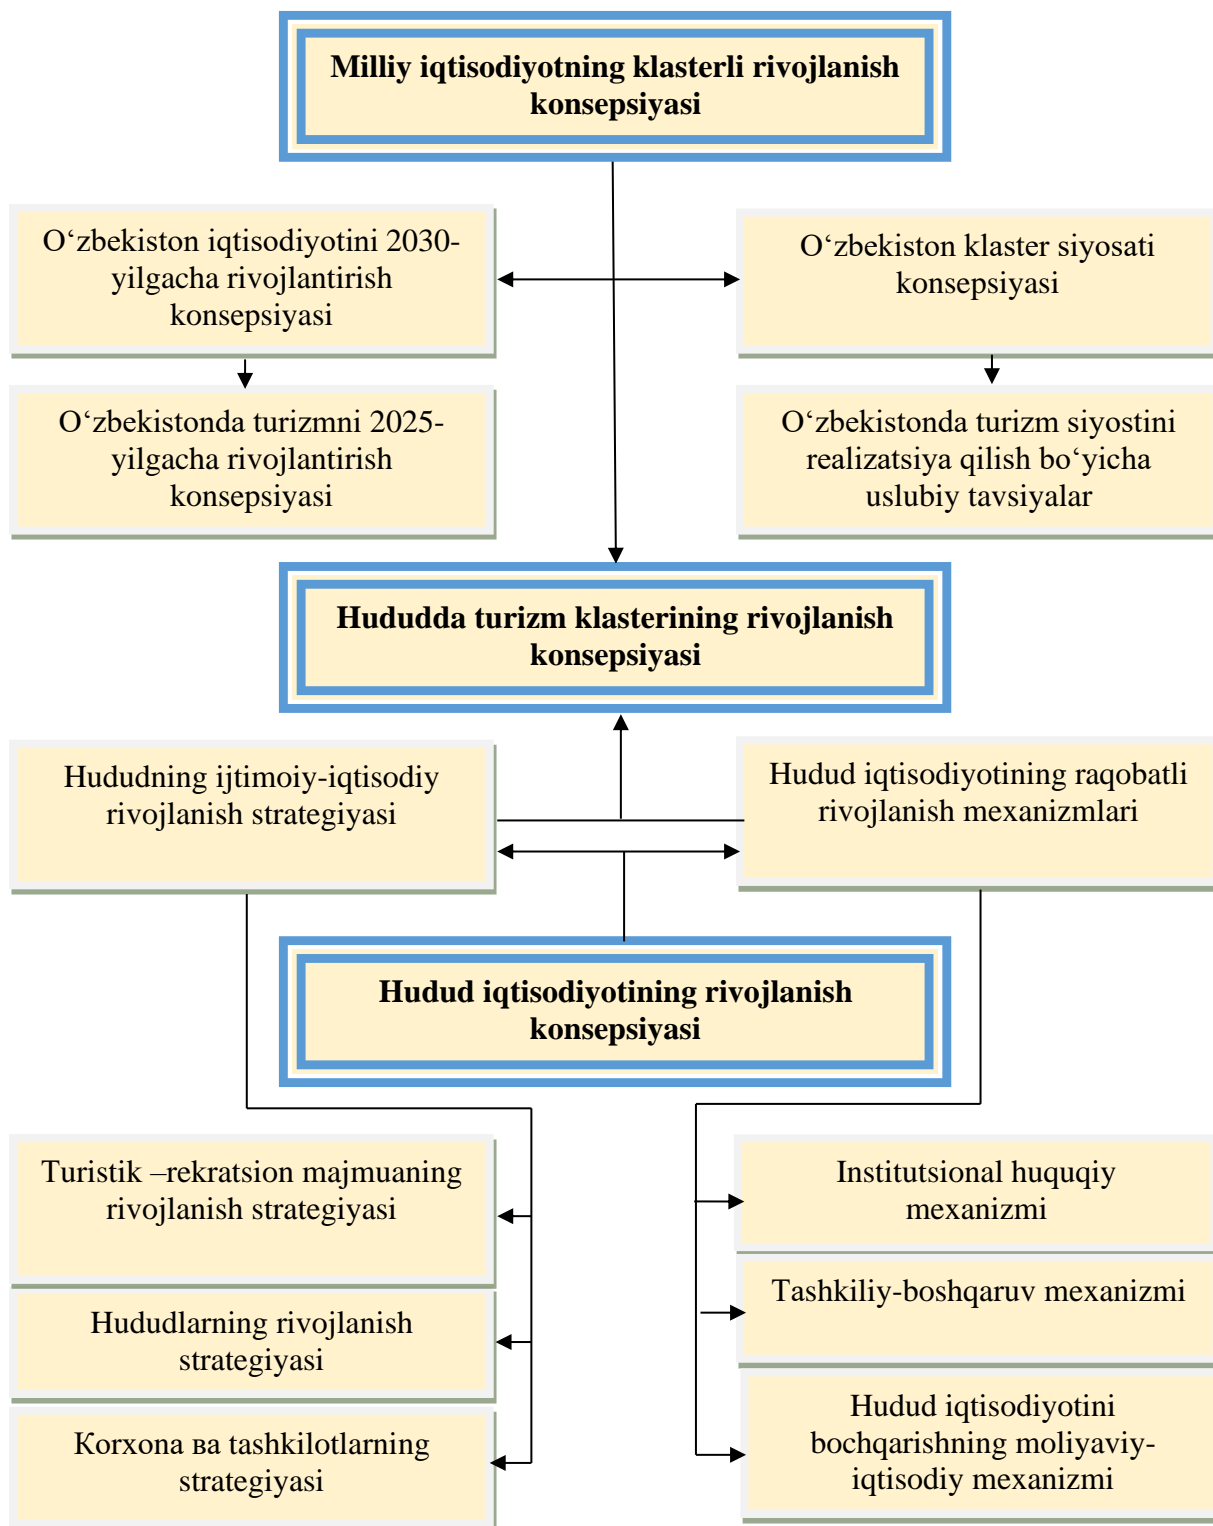 Milliy iqtisodiyotning klasterli rivojlanish
konsepsiyasi
O‘zbekiston iqtisodiyotini 2030-
yilgacha rivojlantirish
konsepsiyasi
O‘zbekiston klaster siyosati
konsepsiyasi
O‘zbekistonda turizmni 2025-
yilgacha rivojlantirish
konsepsiyasi
O‘zbekistonda turizm siyostini
realizatsiya qilish bo‘yicha
uslubiy tavsiyalar
Hududda turizm klasterining rivojlanish
konsepsiyasi
Hududning ijtimoiy-iqtisodiy
rivojlanish strategiyasi
Hudud iqtisodiyotining raqobatli
rivojlanish mexanizmlari
Hudud iqtisodiyotining rivojlanish
konsepsiyasi
Turistik –rekratsion majmuaning
rivojlanish strategiyasi
Hududlarning rivojlanish
strategiyasi
Korxona ва tashkilotlarning
strategiyasi
Institutsional huquqiy
mexanizmi
Tashkiliy-boshqaruv mexanizmi
Hudud iqtisodiyotini
bochqarishning moliyaviy-
iqtisodiy mexanizmi